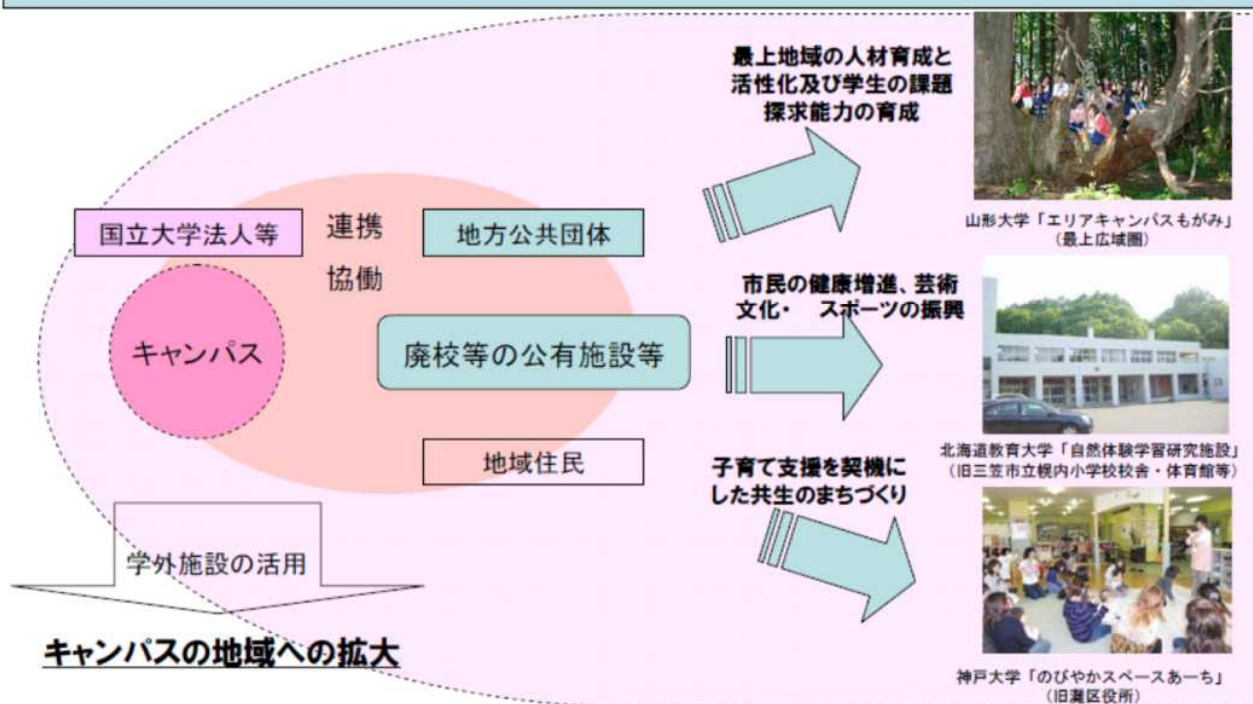 最上地域の人材育成と
活性化及び学生の課題
探求能力の育成
山形大学「エリアキャンパスもがみ」
(最上広域圏)
国立大学法人等
連携
協働
地方公共団体
キャンパス
廃校等の公有施設等
地域住民
市民の健康増進、芸術
文化・ スポーツの振興
北海道教育大学「自然体験学習研究施設」
(旧三笠市立幌内小学校校舎・体育館等)
子育て支援を契機に
した共生のまちづくり
神戸大学「のびやかスペースあーち」
(旧灘区役所)
学外施設の活用
キャンパスの地域への拡大